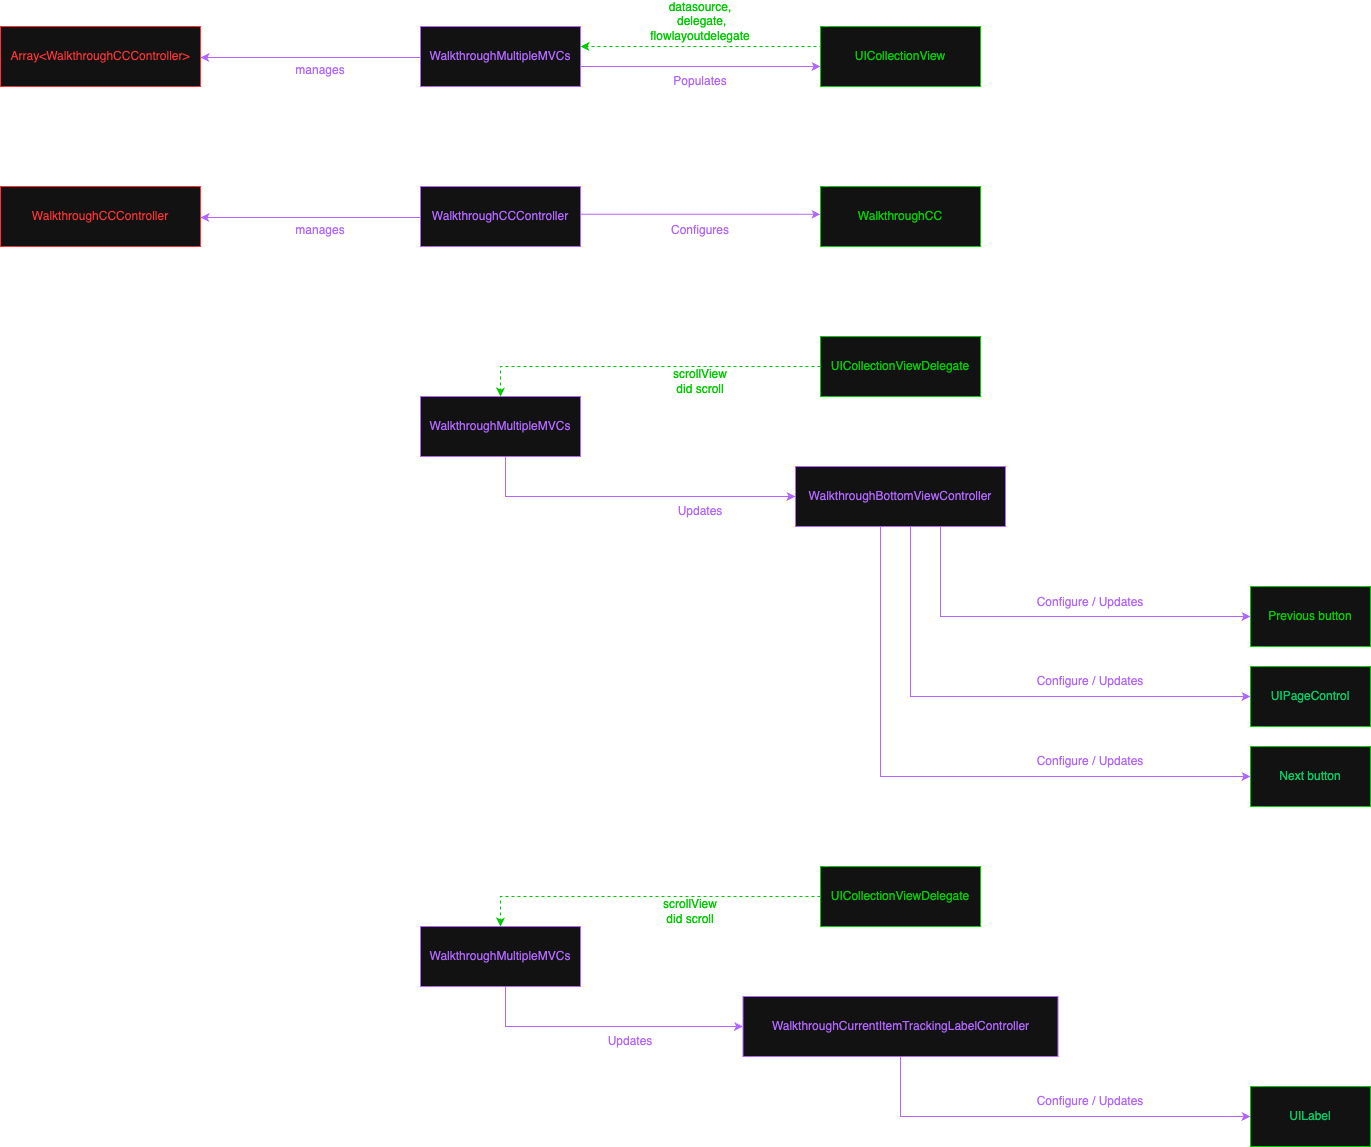 datasource,
delegate,
flowlayoutdelegate
Array<WalkthroughCCController>
manages
WalkthroughMultipleMVCs
Populates
UICollectionView
WalkthroughCCController
manages
WalkthroughCCController
Configures
WalkthroughCC
UICollectionViewDelegate
scrollView
did scroll
WalkthroughMultipleMVCs
Updates
WalkthroughBottomViewController
Configure / Updates
Previous button
Configure / Updates
UIPageControl
Configure / Updates
Next button
UICollectionViewDelegate
scrollView
did scroll
WalkthroughMultipleMVCs
Updates
WalkthroughCurrentItemTrackingLabelController
Configure / Updates
UILabel